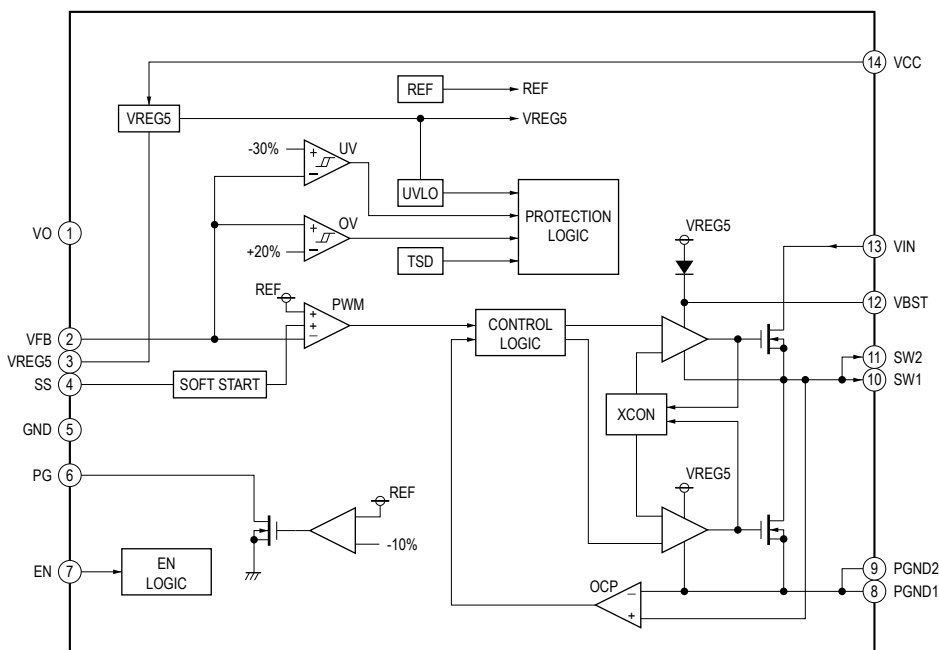 14 VCC
REF REF
VREG5 VREG5
-30% + UV
−
UVLO
PROTECTION
LOGIC
VO 1
+ OV
+20% −
TSD
VREG5
13 VIN
REF
PWM
+
+
−
CONTROL
LOGIC
12 VBST
VFB 2
VREG5 3
SS 4
SOFT START
11 SW2
10 SW1
XCON
GND 5
PG 6
REF
-10%
VREG5
EN 7
EN
LOGIC
OCP −
+
9 PGND2
8 PGND1